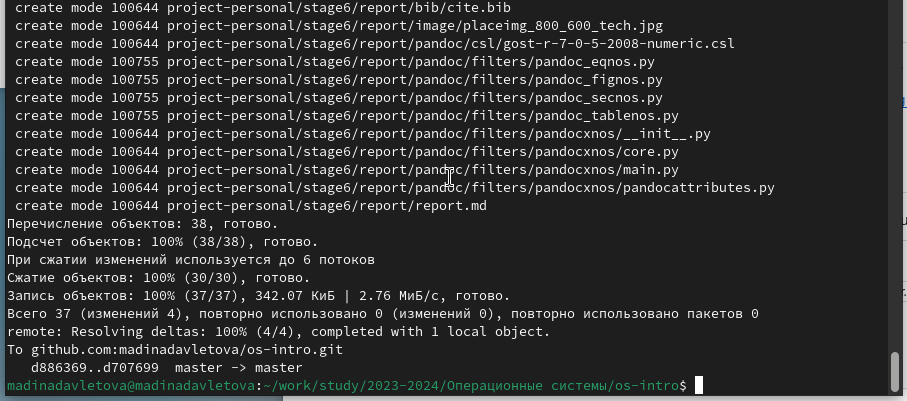 create mode 100644 project-personal/stage6/report/bib/cite.bib
create mode 100644 project-personal/stage6/report/image/placeimg_800_600_tech.jpg
create mode 100644 project-personal/stage6/report/pandoc/csl/gost-r-7-0-5-2008-numeric.csl
create mode 100755 project-personal/stage6/report/pandoc/filters/pandoc_eqnos.py
create mode 100755 project-personal/stage6/report/pandoc/filters/pandoc_fignos.py
create mode 100755 project-personal/stage6/report/pandoc/filters/pandoc_secnos.py
create mode 100755 project-personal/stage6/report/pandoc/filters/pandoc_tablenos.py
create mode 100644 project-personal/stage6/report/pandoc/filters/pandocxnos/__init__.py
create mode 100644 project-personal/stage6/report/pandoc/filters/pandocxnos/core.py
create mode 100644 project-personal/stage6/report/pandoc/filters/pandocxnos/main.py
create mode 100644 project-personal/stage6/report/pandoc/filters/pandocxnos/pandocattributes.py
create mode 100644 project-personal/stage6/report/report.md
Перечисление объектов: 38, готово.
Подсчет объектов: 100% (38/38), готово.
При сжатии изменений используется до 6 потоков
Сжатие объектов: 100% (30/30), готово.
Запись объектов: 100% (37/37), 342.07 КиБ | 2.76 МиБ/с, готово.
Всего 37 (изменений 4), повторно использовано 0 (изменений 0), повторно использовано пакетов 0
remote: Resolving deltas: 100% (4/4), completed with 1 local object.
To github.com:madinadavletova/os-intro.git
d886369..d707699  master -> master
madinadavletova@madinadavletova:~/work/study/2023-2024/Операционные системы/os-intro$